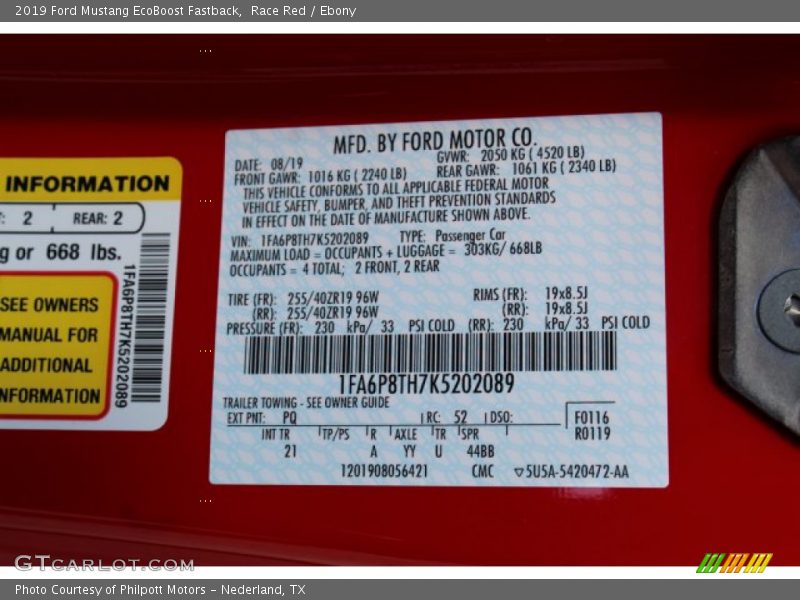 2019 Ford Mustang EcoBoost Fastback, Race Red / Ebony
INFORMATION
2 REAR: 2
g or 668 lbs.
SEE OWNERS
MANUAL FOR
ADDITIONAL
INFORMATION
1FA6P8TH7K5202089
MFD. BY FORD MOTOR CO.
DATE: 08/19 GVWR: 2050 KG ( 4520 LB)
FRONT GAWR: 1016 KG ( 2240 LB) REAR GAWR: 1061 KG ( 2340 LB)
THIS VEHICLE CONFORMS TO ALL APPLICABLE FEDERAL MOTOR
VEHICLE SAFETY, BUMPER, AND THEFT PREVENTION STANDARDS
IN EFFECT ON THE DATE OF MANUFACTURE SHOWN ABOVE.
VIN: 1FA6P8TH7K5202089 TYPE: Passenger Car
MAXIMUM LOAD = OCCUPANTS + LUGGAGE = 303KG/ 668LB
OCCUPANTS = 4 TOTAL; 2 FRONT, 2 REAR
TIRE (FR): 255/40ZR19 96W RIMS (FR): 19x8.5J
(RR): 255/40ZR19 96W (RR): 19x8.5J
PRESSURE (FR): 230 kPa/ 33 PSI COLD (RR): 230 kPa/ 33 PSI COLD
1FA6P8TH7K5202089
TRAILER TOWING - SEE OWNER GUIDE
EXT PNT: PQ RC: 52 DSO: F0116
INT TR TP/PS R AXLE TR SPR R0119
21 A YY U 44BB
1201908056421 CMC ▽5U5A-5420472-AA
GTCARLOT.COM
Photo Courtesy of Philpott Motors - Nederland, TX